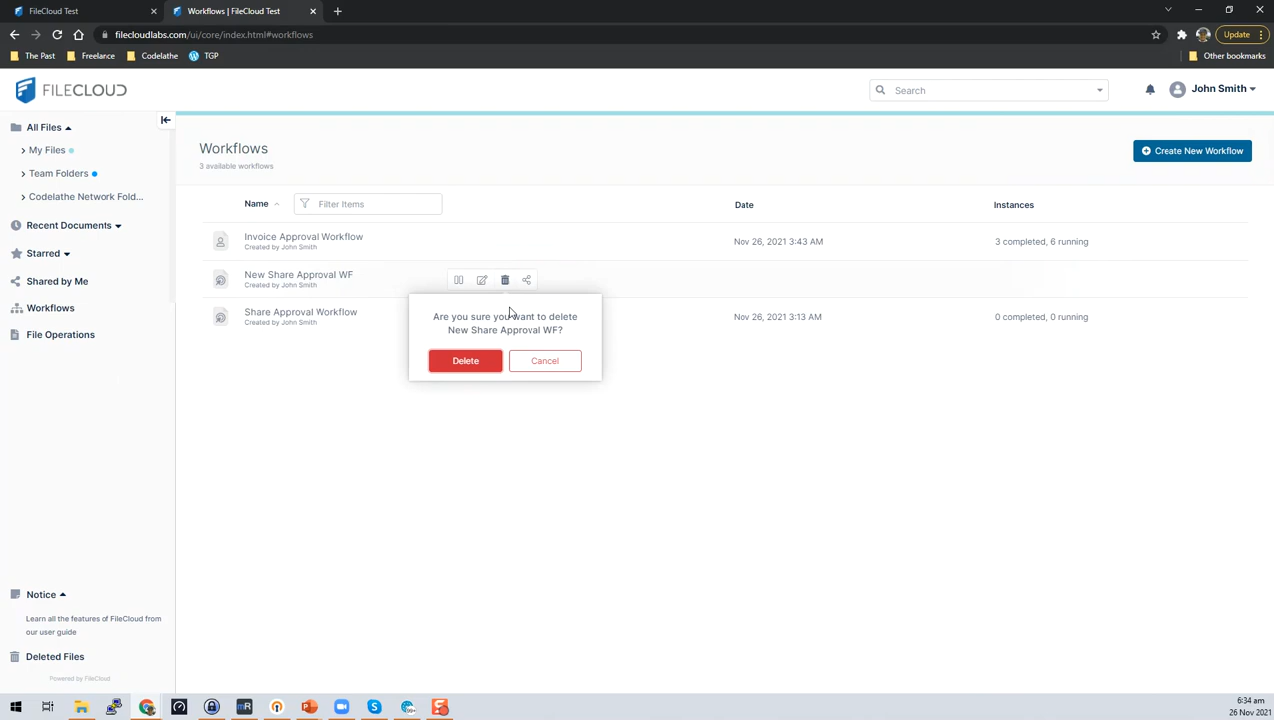 FileCloud Test
Workflows | FileCloud Test
filecloudlabs.com/ui/core/index.html#workflows
Update
The Past
Freelance
Codelathe
TGP
Other bookmarks
FILECLOUD
Search
John Smith
All Files
My Files
Team Folders
Codelathe Network Fold...
Recent Documents
Starred
Shared by Me
Workflows
File Operations
Workflows
3 available workflows
Create New Workflow
Name
Filter Items
Date
Instances
Invoice Approval Workflow
Created by John Smith
Nov 26, 2021 3:43 AM
3 completed, 6 running
New Share Approval WF
Created by John Smith
Share Approval Workflow
Created by John Smith
Nov 26, 2021 3:13 AM
0 completed, 0 running
Are you sure you want to delete
New Share Approval WF?
Delete
Cancel
Notice
Learn all the features of FileCloud from
our user guide
Deleted Files
Powered by FileCloud
mR
99+
6:34 am
26 Nov 2021